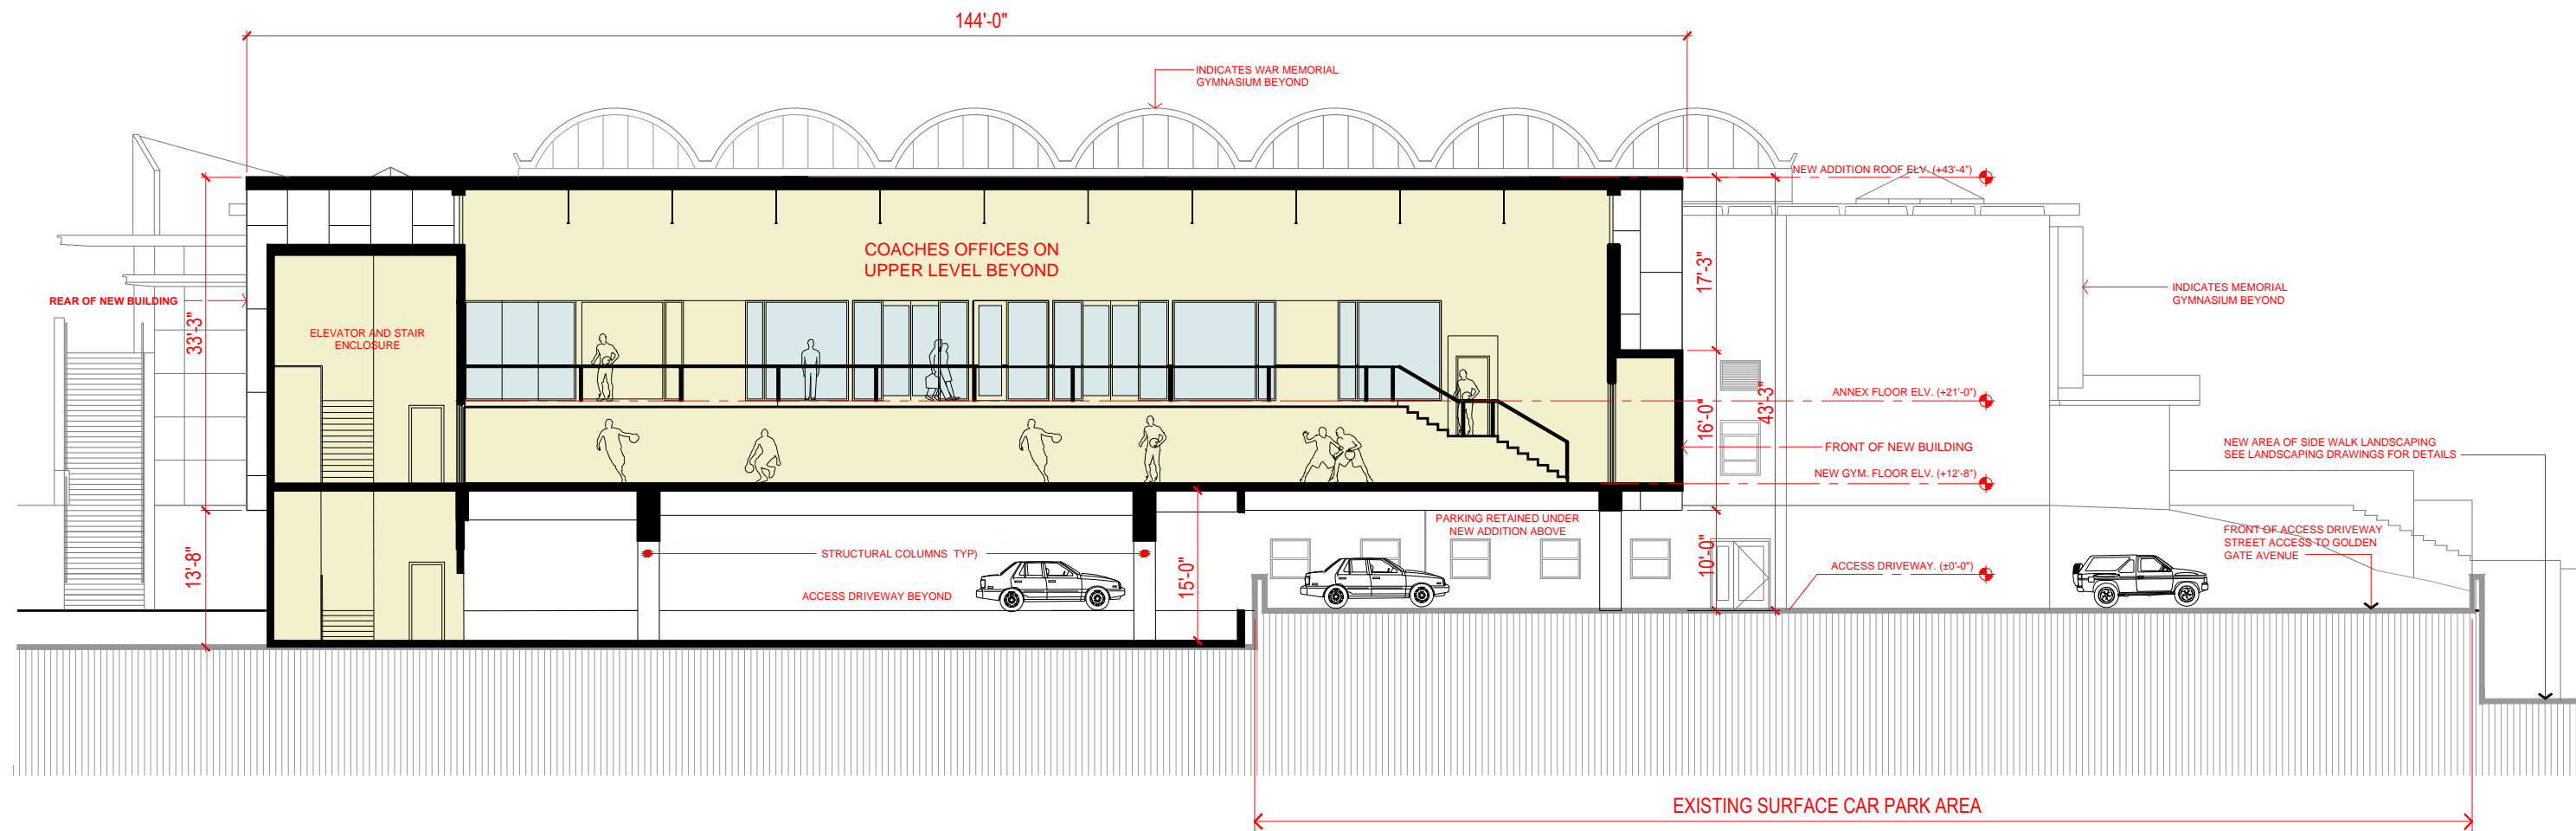 144'-0"
INDICATES WAR MEMORIAL
GYMNASIUM BEYOND
NEW ADDITION ROOF ELV. (+43'-4")
COACHES OFFICES ON
UPPER LEVEL BEYOND
17'-3"
REAR OF NEW BUILDING
INDICATES MEMORIAL
GYMNASIUM BEYOND
33'-3"
ELEVATOR AND STAIR
ENCLOSURE
ANNEX FLOOR ELV. (+21'-0")
43'-3"
16'-0"
FRONT OF NEW BUILDING
NEW AREA OF SIDE WALK LANDSCAPING
SEE LANDSCAPING DRAWINGS FOR DETAILS
NEW GYM. FLOOR ELV. (+12'-8")
PARKING RETAINED UNDER
NEW ADDITION ABOVE
FRONT OF ACCESS DRIVEWAY
STREET ACCESS TO GOLDEN
GATE AVENUE
STRUCTURAL COLUMNS TYP)
13'-8"
10'-0"
ACCESS DRIVEWAY. (±0'-0")
15'-0"
ACCESS DRIVEWAY BEYOND
EXISTING SURFACE CAR PARK AREA